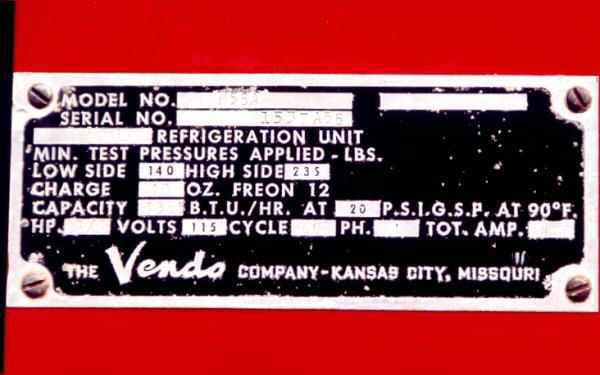 MODEL NO.
SERIAL NO.
REFRIGERATION UNIT
MIN. TEST PRESSURES APPLIED - LBS.
LOW SIDE 140 HIGH SIDE 235
CHARGE OZ. FREON 12
CAPACITY B.T.U./HR. AT 20 P.S.I.G.S.P. AT 90°F.
HP. VOLTS 115 CYCLE PH. 1 TOT. AMP.
THE Vendo COMPANY-KANSAS CITY, MISSOURI